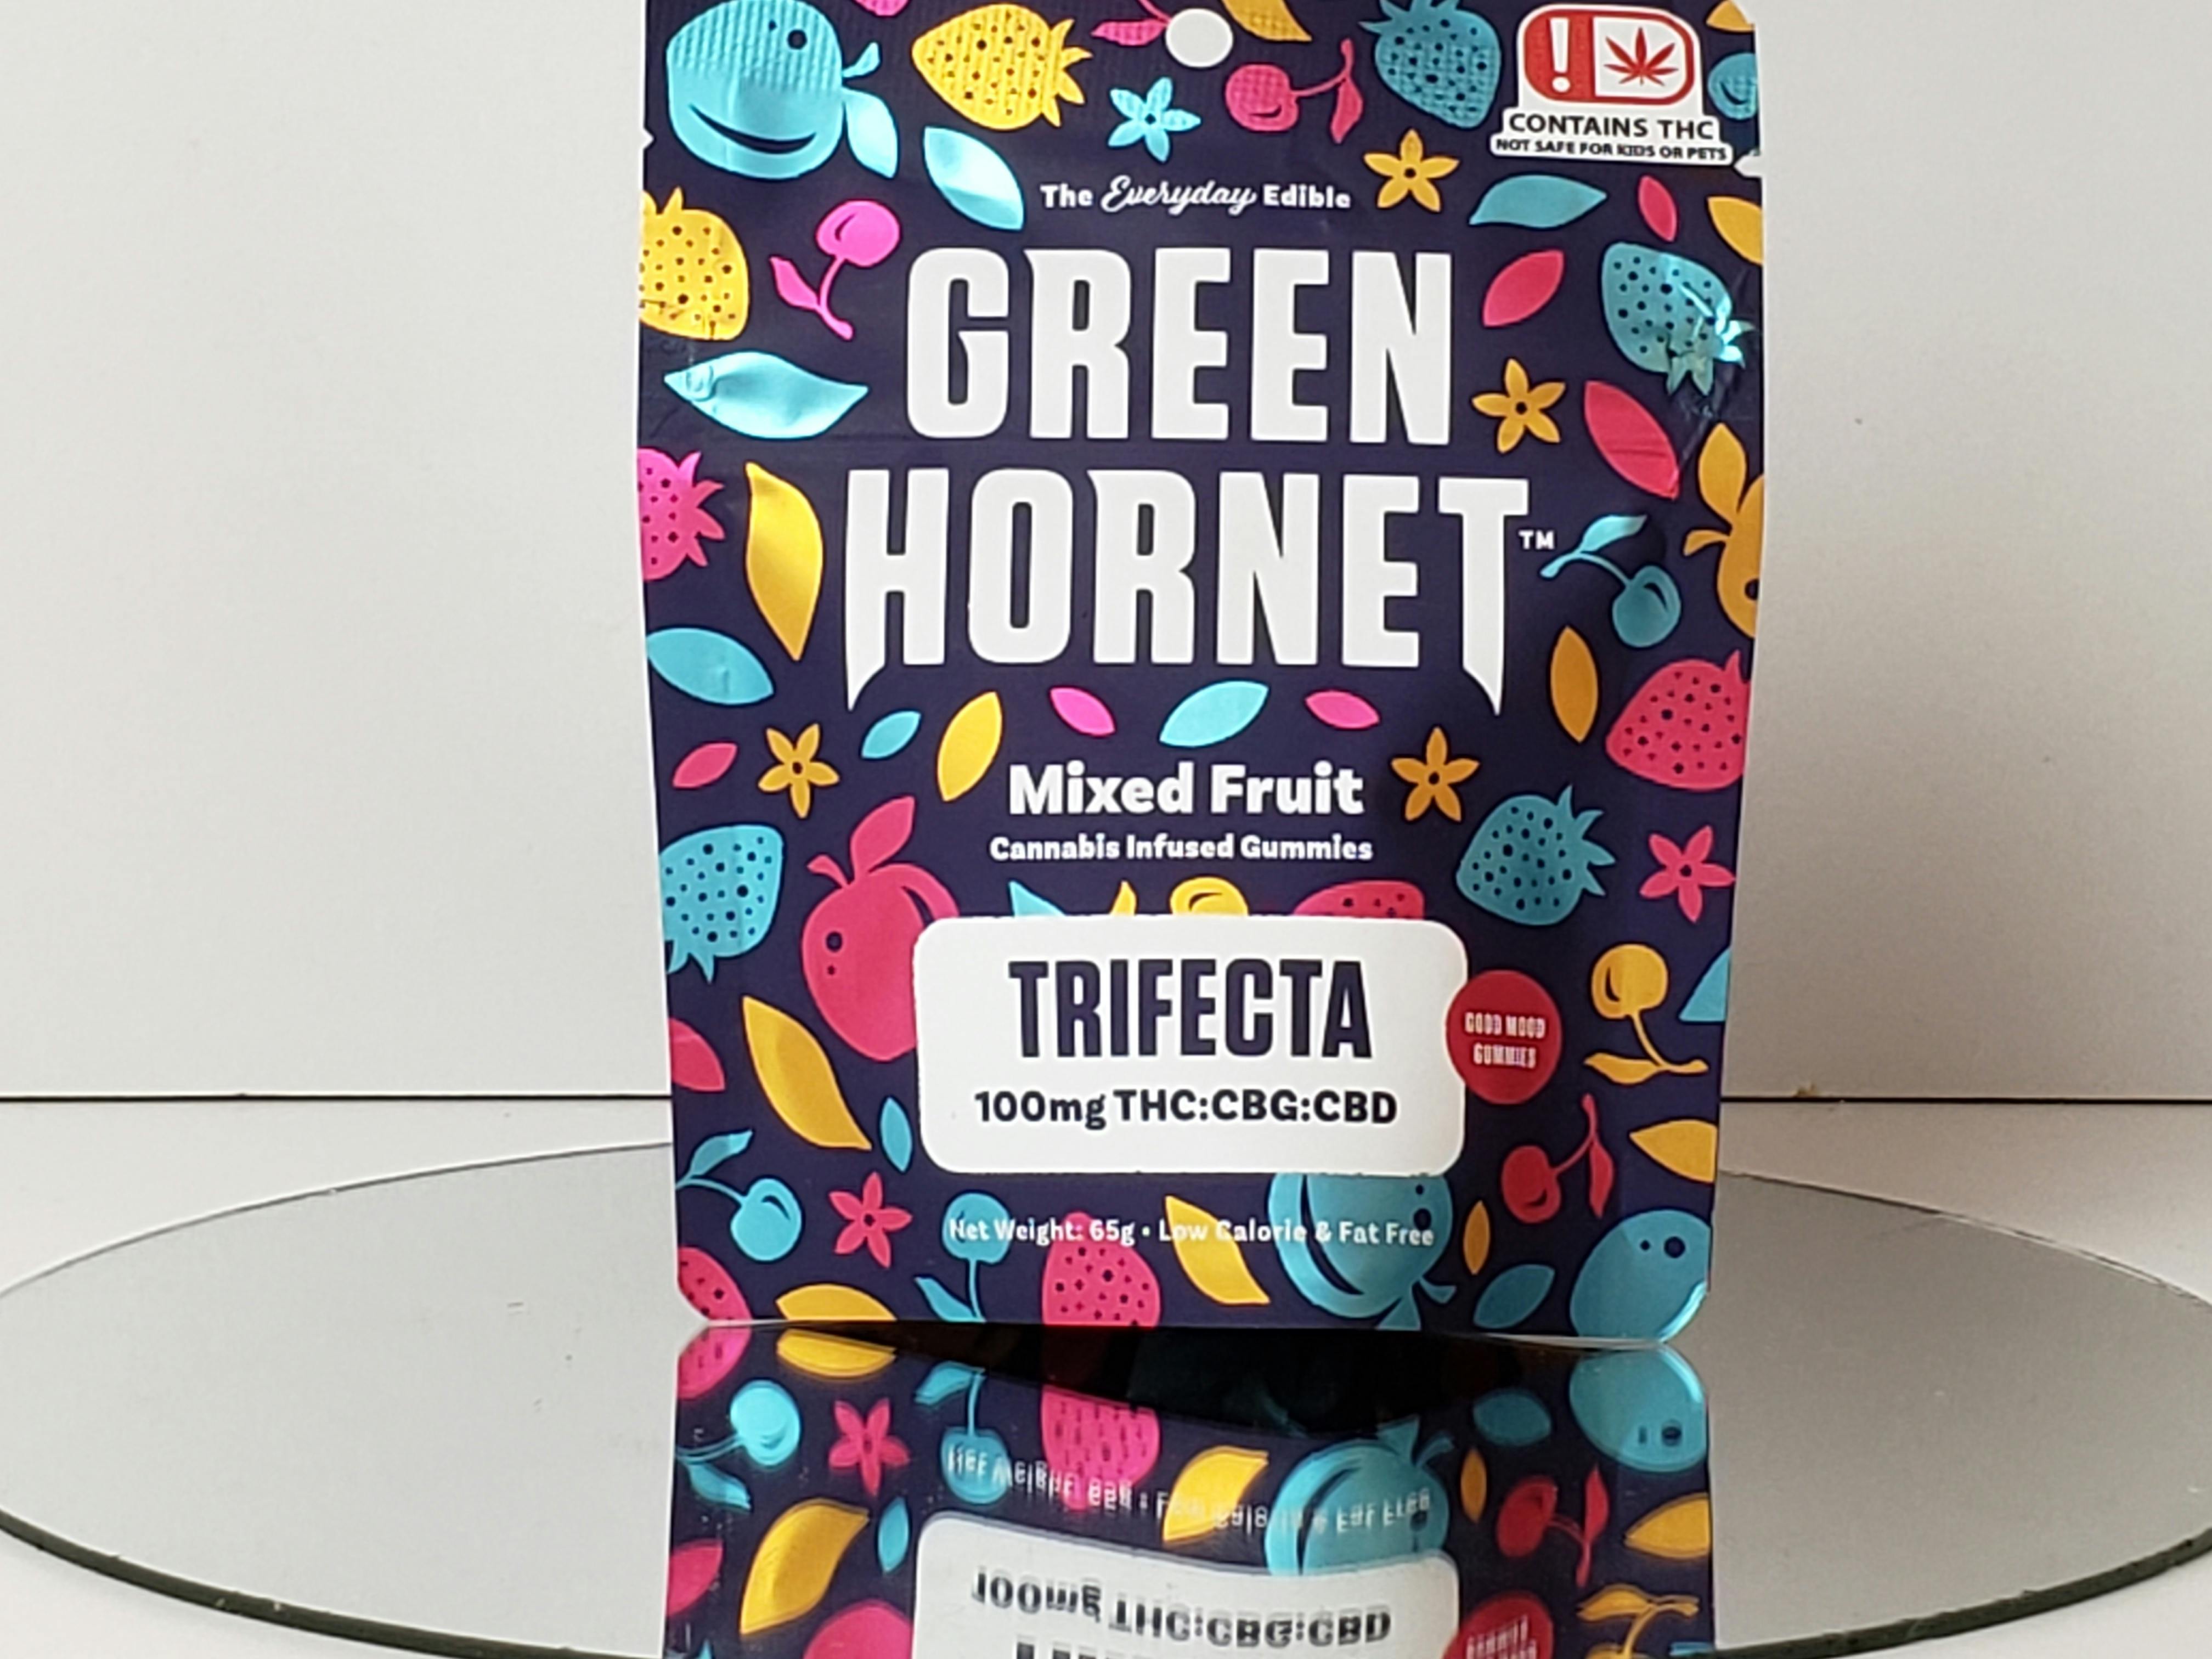 CONTAINS THC
NOT SAFE FOR KIDS OR PETS
The Everyday Edible
GREEN
HORNET™
Mixed Fruit
Cannabis Infused Gummies
TRIFECTA
100mg THC:CBG:CBD
GOOD MOOD
GUMMIES
Net Weight: 65g • Low Calorie & Fat Free